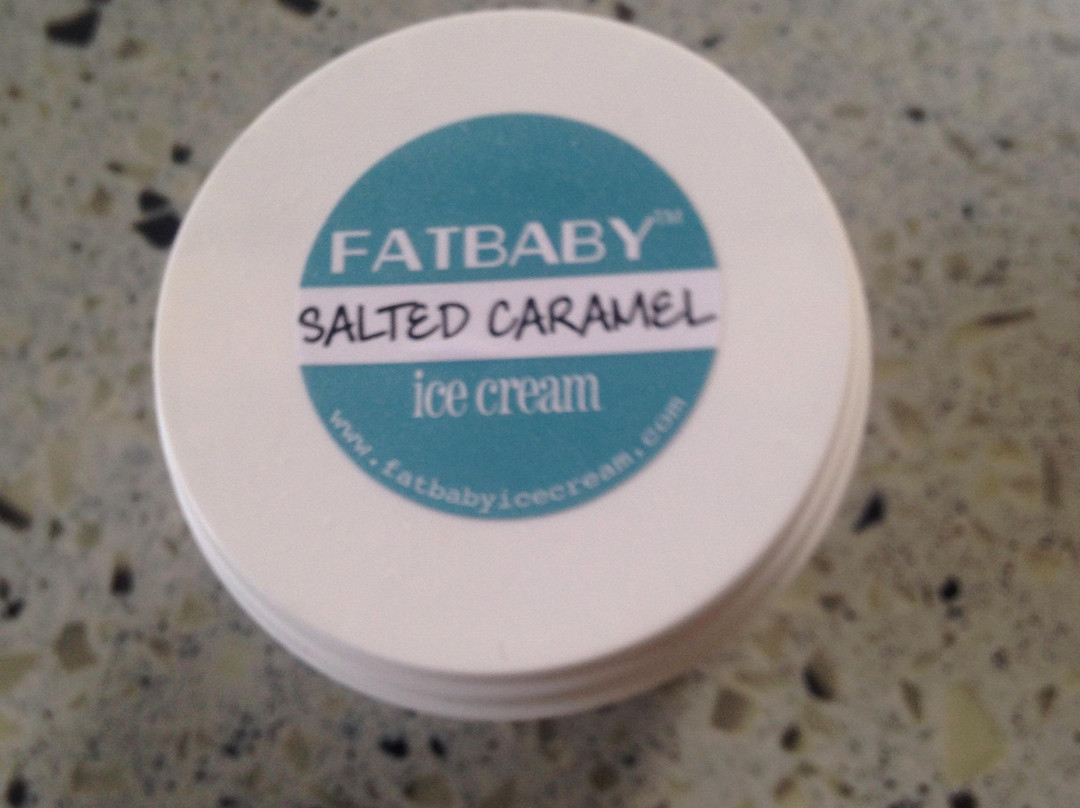 FATBABY™
SALTED CARAMEL
ice cream
www.fatbabyicecream.com